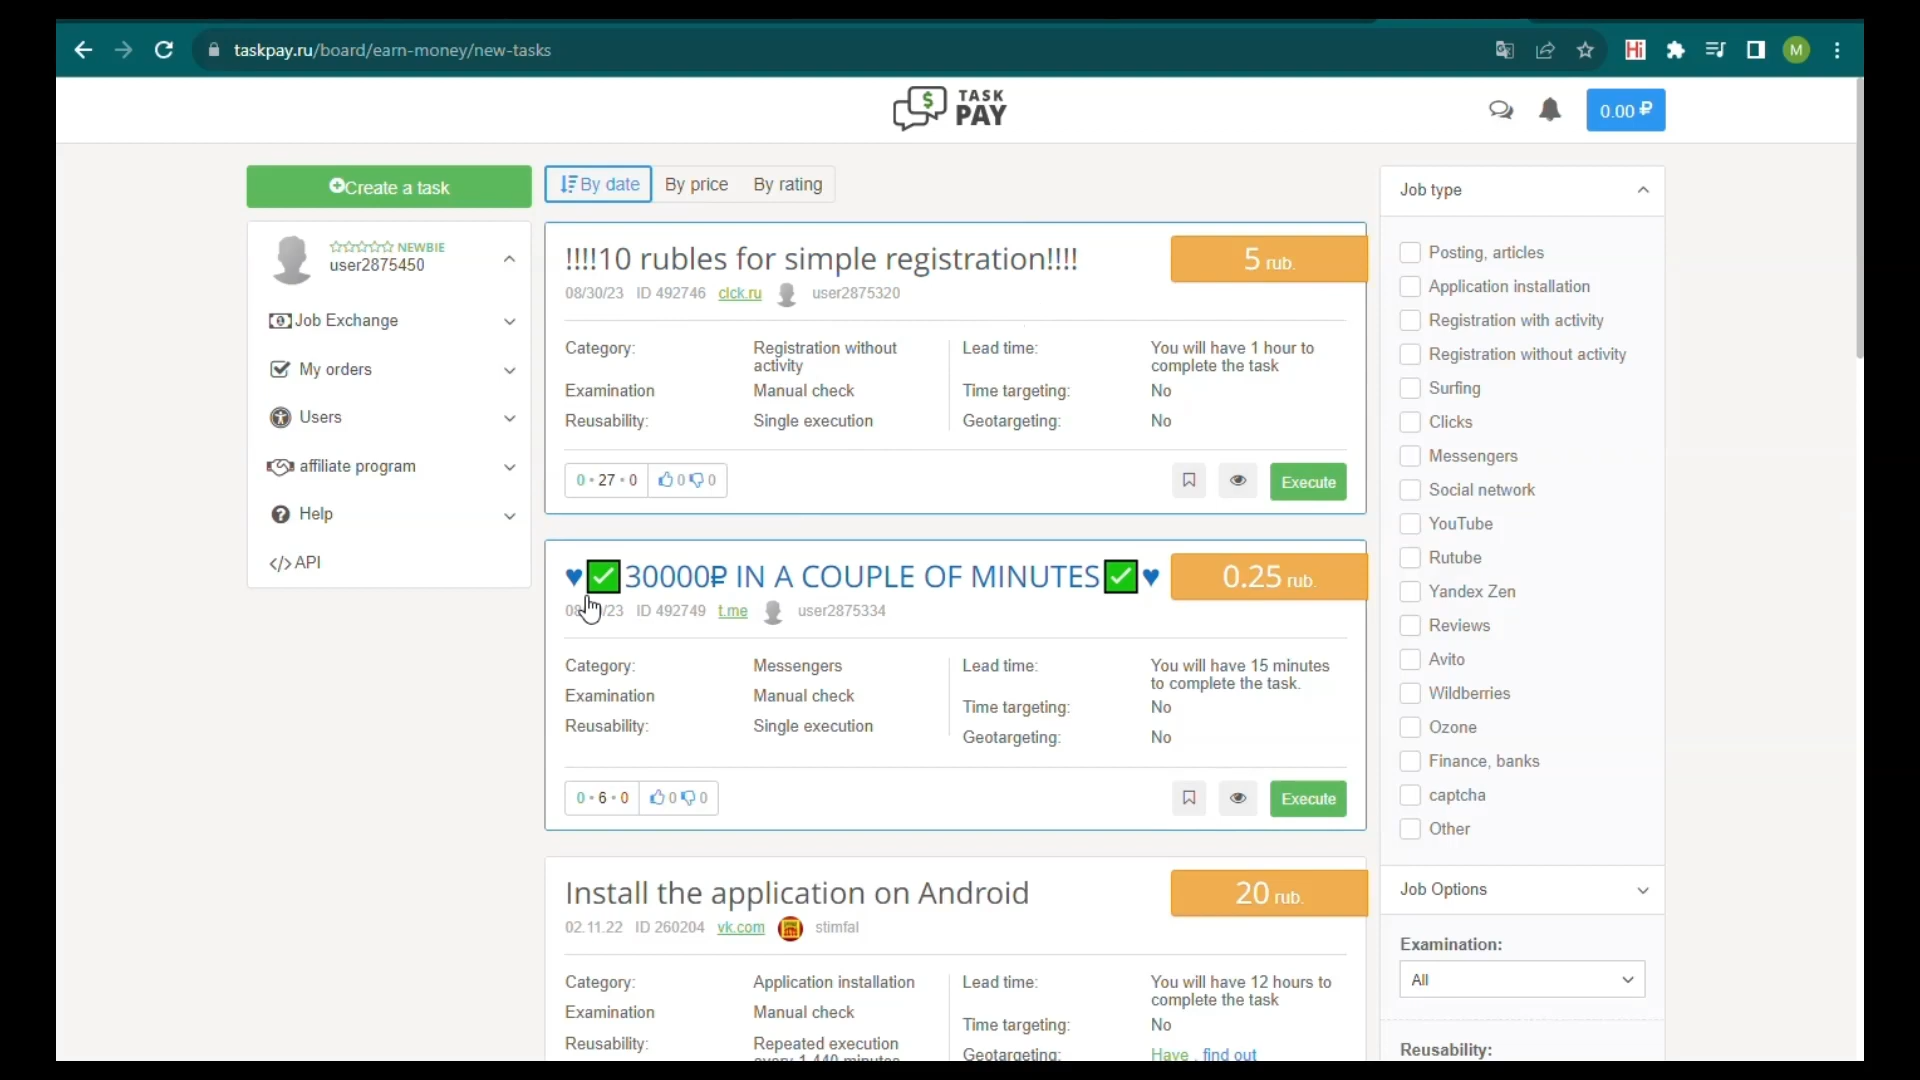 taskpay.ru/board/earn-money/new-tasks
Hi
M
$ TASK PAY
0.00 ₽
Create a task
NEWBIE
user2875450
Job Exchange
My orders
Users
affiliate program
Help
</> API
By date By price By rating
!!!!10 rubles for simple registration!!!!
5 rub.
08/30/23 ID 492746 clck.ru user2875320
Category: Registration without activity
Lead time: You will have 1 hour to complete the task
Examination Manual check
Time targeting: No
Reusability: Single execution
Geotargeting: No
0 • 27 • 0 0 0
Execute
♥✅30000₽ IN A COUPLE OF MINUTES✅♥
0.25 rub.
08 /23 ID 492749 t.me user2875334
Category: Messengers
Lead time: You will have 15 minutes to complete the task.
Examination Manual check
Time targeting: No
Reusability: Single execution
Geotargeting: No
0 • 6 • 0 0 0
Execute
Install the application on Android
20 rub.
02.11.22 ID 260204 vk.com stimfal
Category: Application installation
Lead time: You will have 12 hours to complete the task
Examination Manual check
Time targeting: No
Reusability: Repeated execution every 1,440 minutes
Geotargeting: Have , find out
Job type
Posting, articles
Application installation
Registration with activity
Registration without activity
Surfing
Clicks
Messengers
Social network
YouTube
Rutube
Yandex Zen
Reviews
Avito
Wildberries
Ozone
Finance, banks
captcha
Other
Job Options
Examination:
All
Reusability: